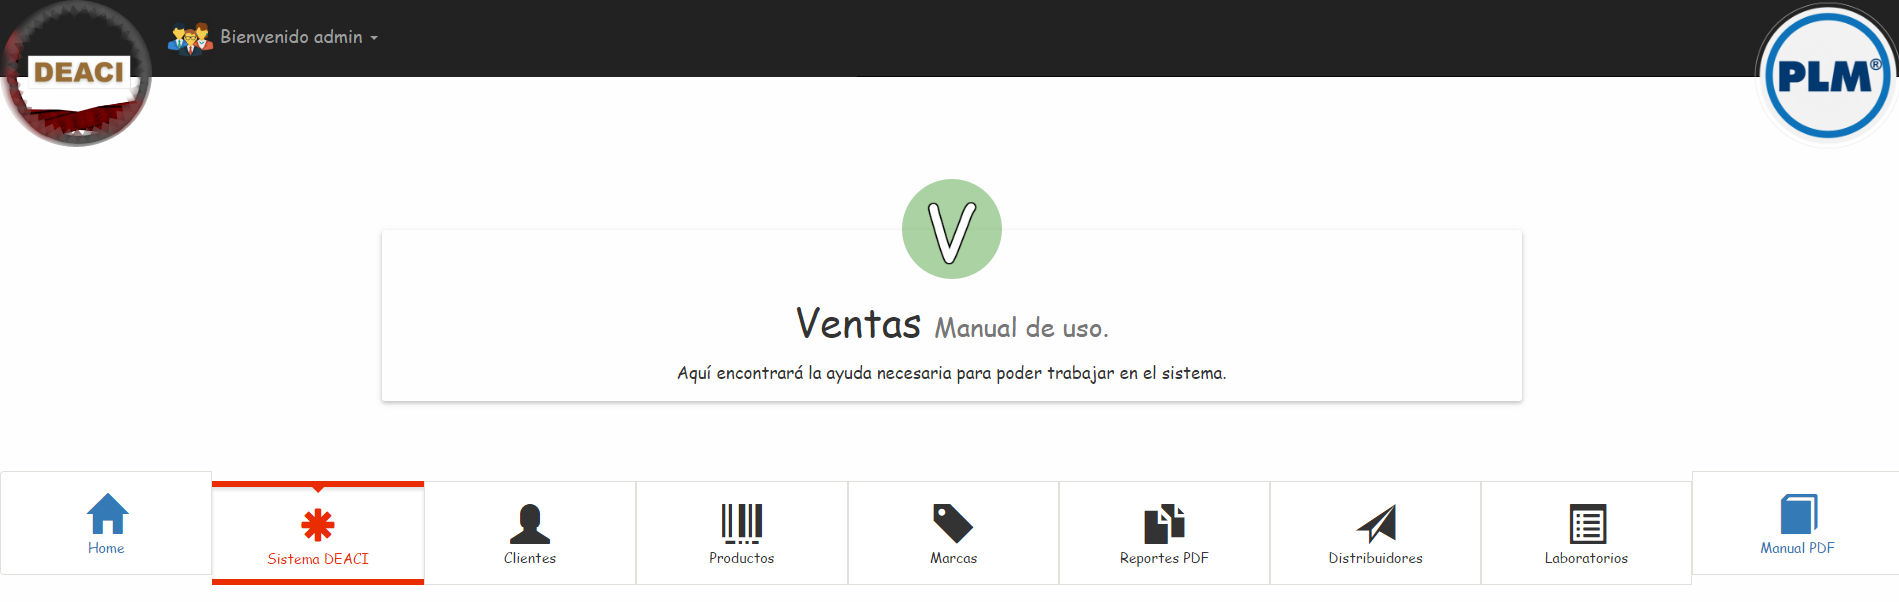 DEACI
Bienvenido admin
PLM®
V
Ventas Manual de uso.
Aquí encontrará la ayuda necesaria para poder trabajar en el sistema.
Home
Sistema DEACI
Clientes
Productos
Marcas
Reportes PDF
Distribuidores
Laboratorios
Manual PDF